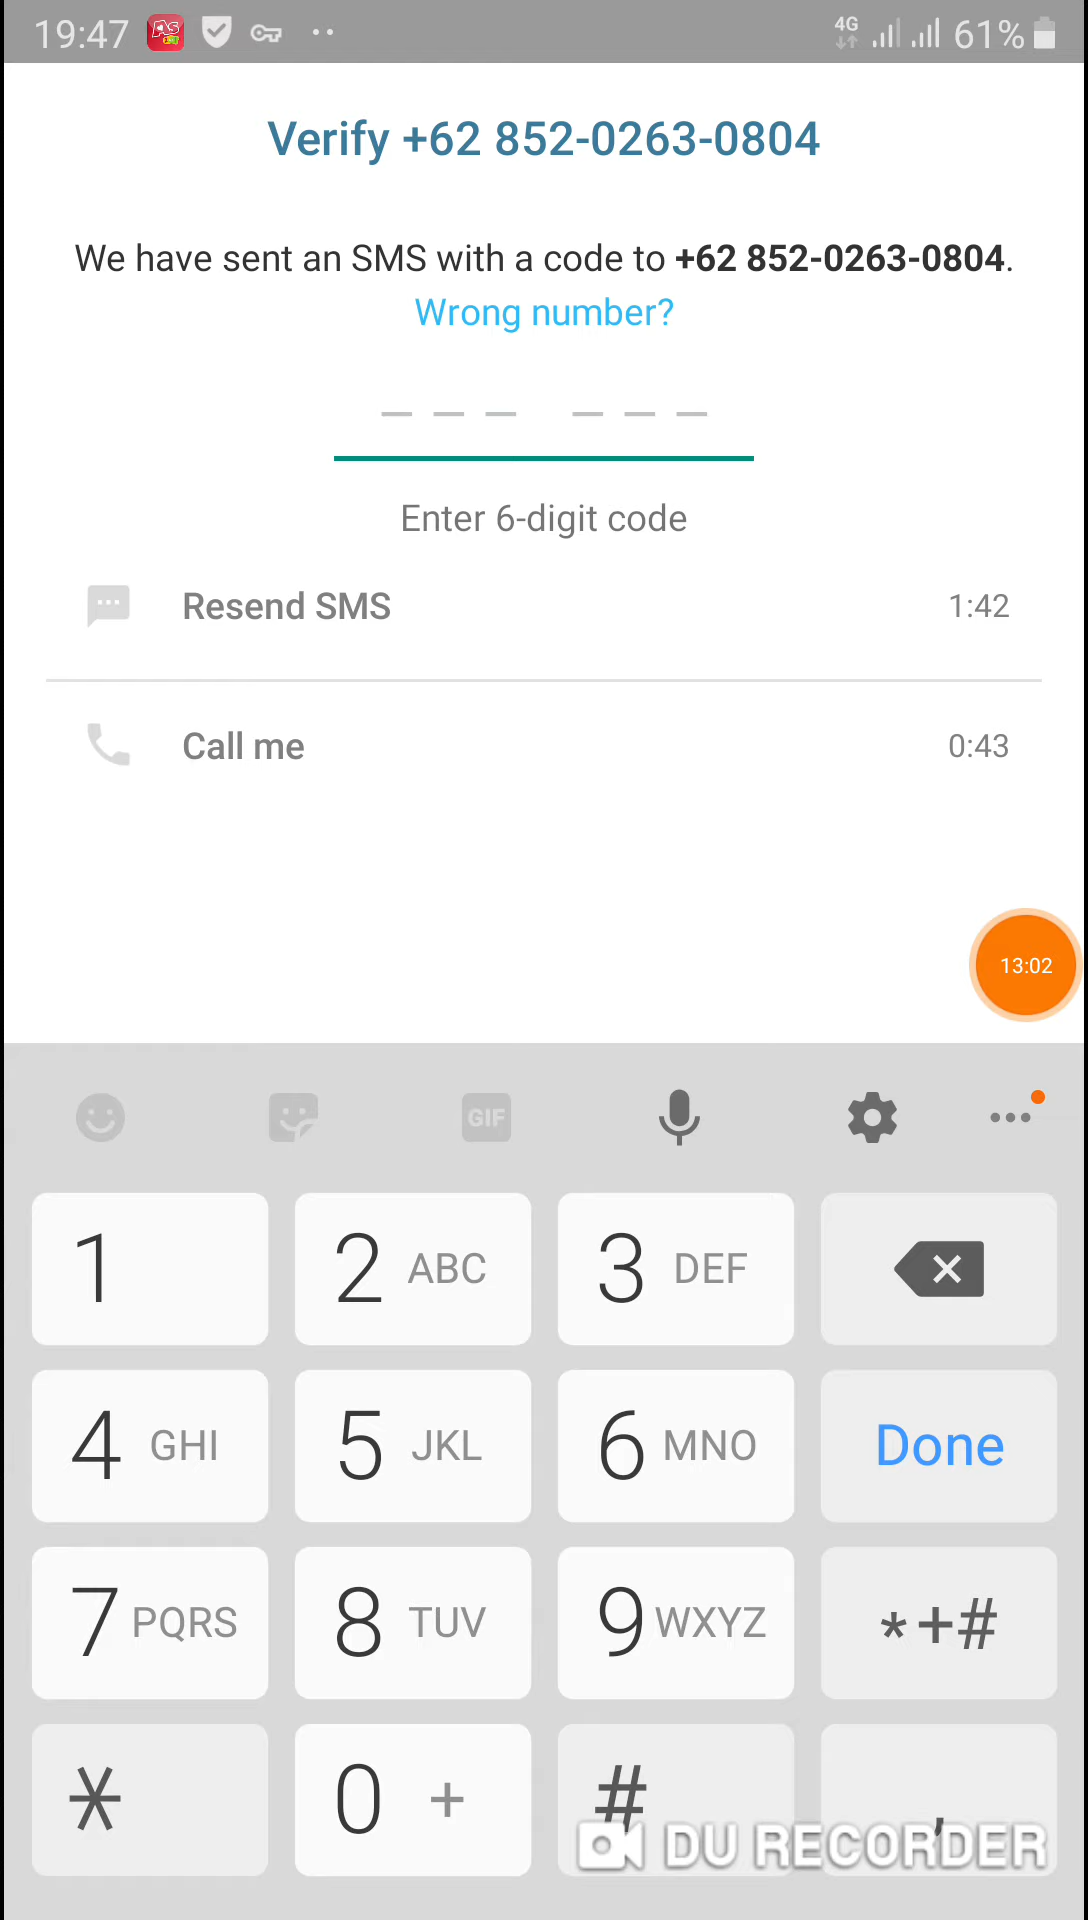 19:47 As 4G 61%
Verify +62 852-0263-0804
We have sent an SMS with a code to +62 852-0263-0804.
Wrong number?
Enter 6-digit code
Resend SMS 1:42
Call me 0:43
13:02
GIF
1 2 ABC 3 DEF
4 GHI 5 JKL 6 MNO Done
7 PQRS 8 TUV 9 WXYZ *+#
* 0 + # ,
DU RECORDER